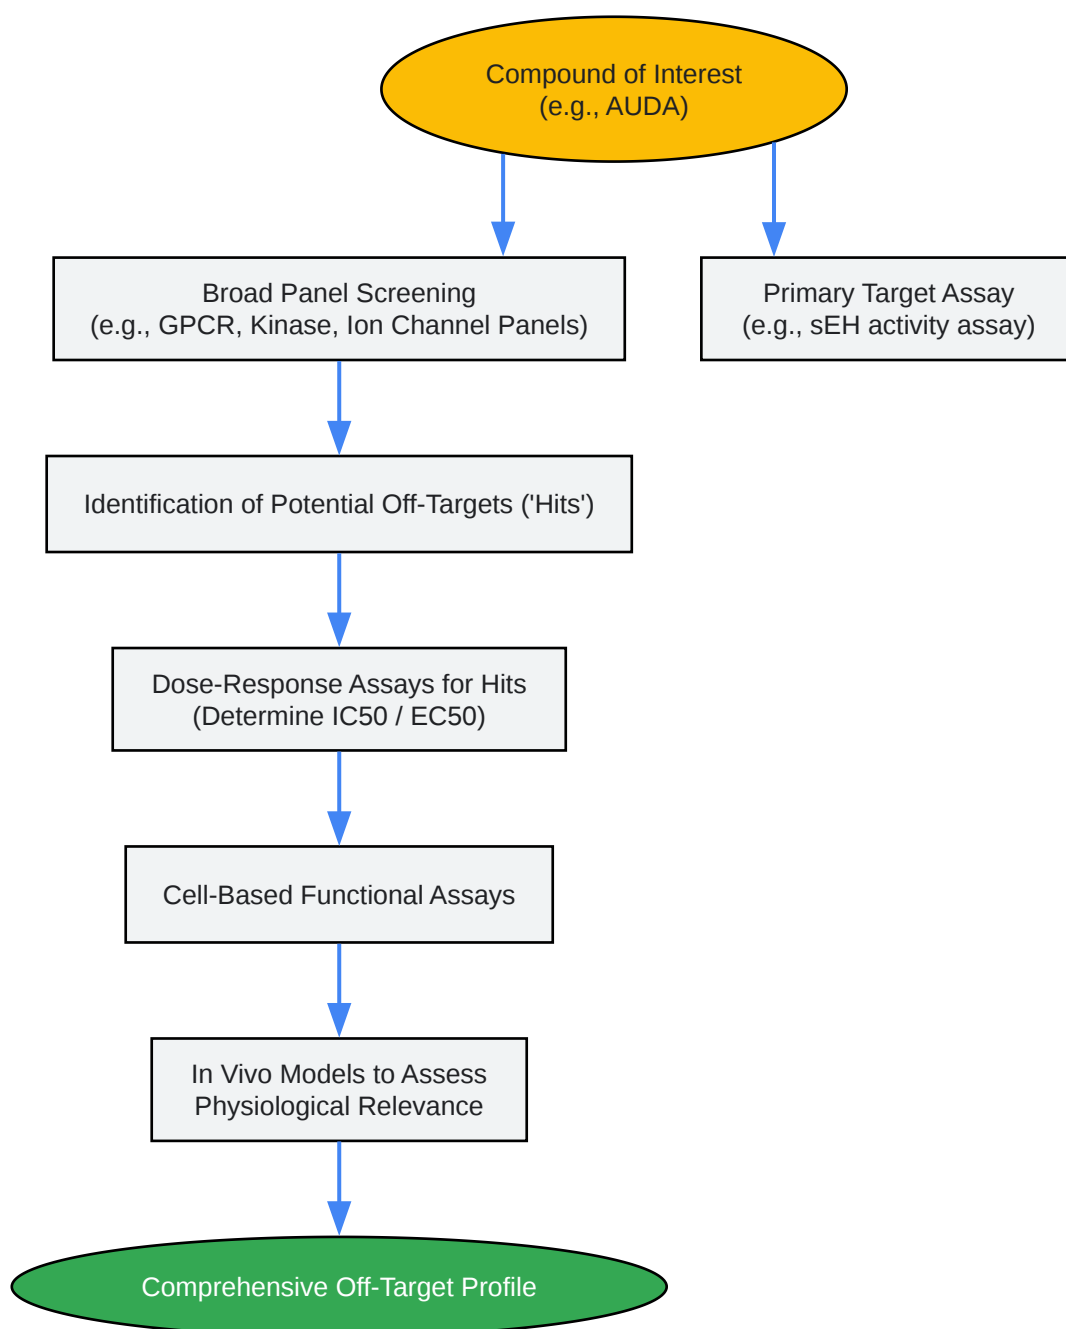 Compound of Interest
(e.g., AUDA)
Broad Panel Screening
(e.g., GPCR, Kinase, Ion Channel Panels)
Primary Target Assay
(e.g., sEH activity assay)
Identification of Potential Off-Targets ('Hits')
Dose-Response Assays for Hits
(Determine IC50 / EC50)
Cell-Based Functional Assays
In Vivo Models to Assess
Physiological Relevance
Comprehensive Off-Target Profile